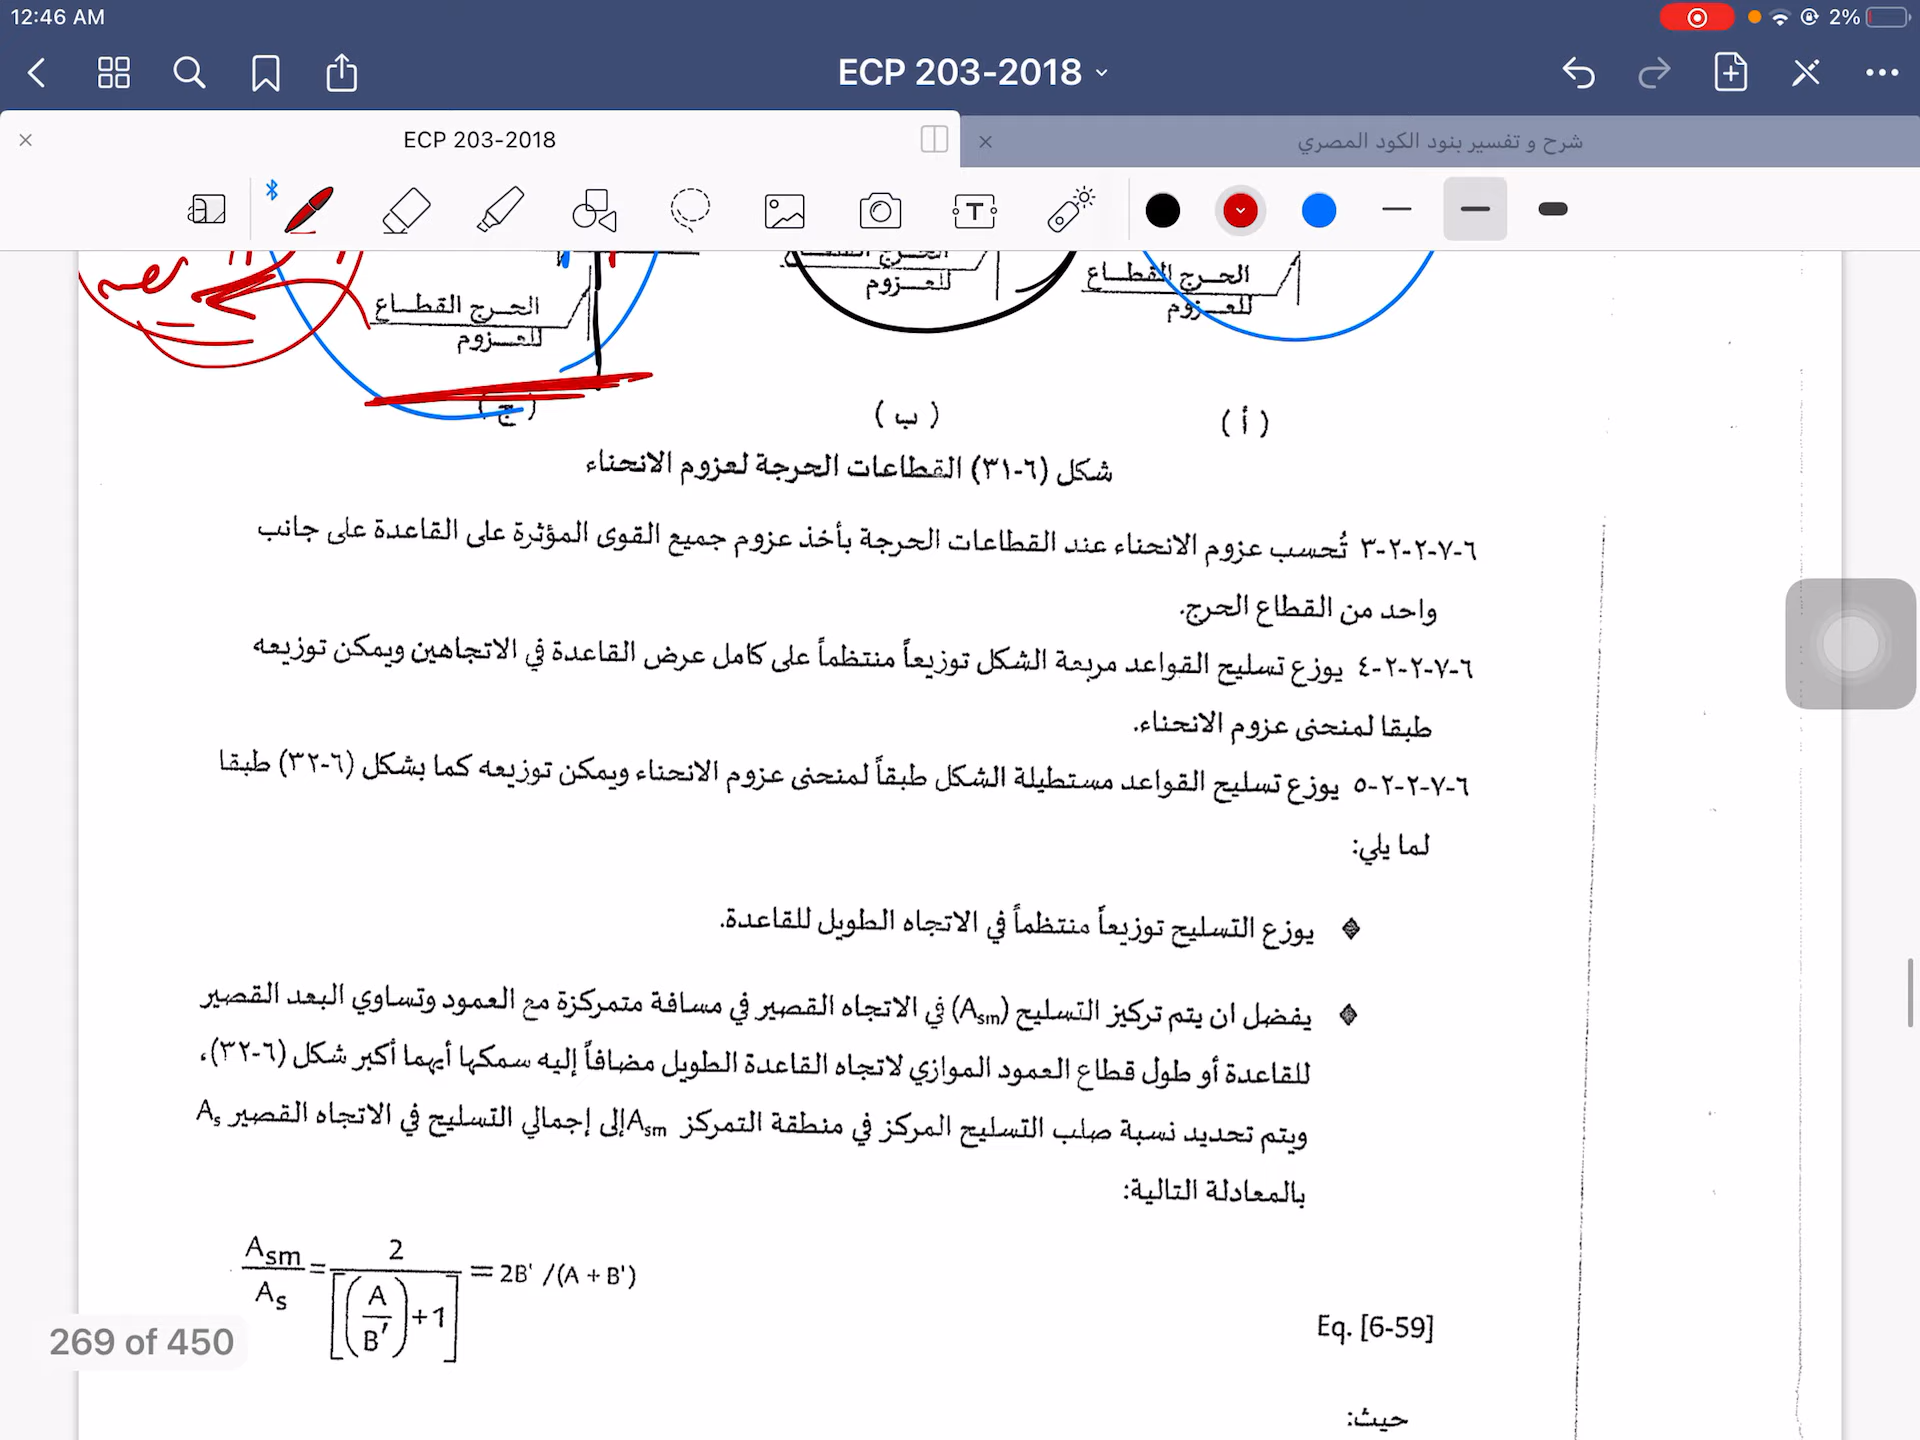 12:46 AM
2%
ECP 203-2018
ECP 203-2018
شرح و تفسير بنود الكود المصري
الحرج القطاع
للعزوم
للعزوم
الحرج القطاع
للعزوم
(أ)
(ب)
(ج)
شكل (٦-٣١) القطاعات الحرجة لعزوم الانحناء
٦-٧-٢-٢-٣ تُحسب عزوم الانحناء عند القطاعات الحرجة بأخذ عزوم جميع القوى المؤثرة على القاعدة على جانب
واحد من القطاع الحرج.
٦-٧-٢-٢-٤ يوزع تسليح القواعد مربعة الشكل توزيعاً منتظماً على كامل عرض القاعدة في الاتجاهين ويمكن توزيعه
طبقا لمنحنى عزوم الانحناء.
٦-٧-٢-٢-٥ يوزع تسليح القواعد مستطيلة الشكل طبقاً لمنحنى عزوم الانحناء ويمكن توزيعه كما بشكل (٦-٣٢) طبقا
لما يلي:
يوزع التسليح توزيعاً منتظماً في الاتجاه الطويل للقاعدة.
يفضل ان يتم تركيز التسليح (Asm) في الاتجاه القصير في مسافة متمركزة مع العمود وتساوي البعد القصير
للقاعدة أو طول قطاع العمود الموازي لاتجاه القاعدة الطويل مضافاً إليه سمكها أيهما أكبر شكل (٦-٣٢)،
ويتم تحديد نسبة صلب التسليح المركز في منطقة التمركز Asm إلى إجمالي التسليح في الاتجاه القصير As
بالمعادلة التالية:
Asm/As = 2/[(A/B')+1] = 2B' /(A + B')
Eq. [6-59]
269 of 450
حيث: